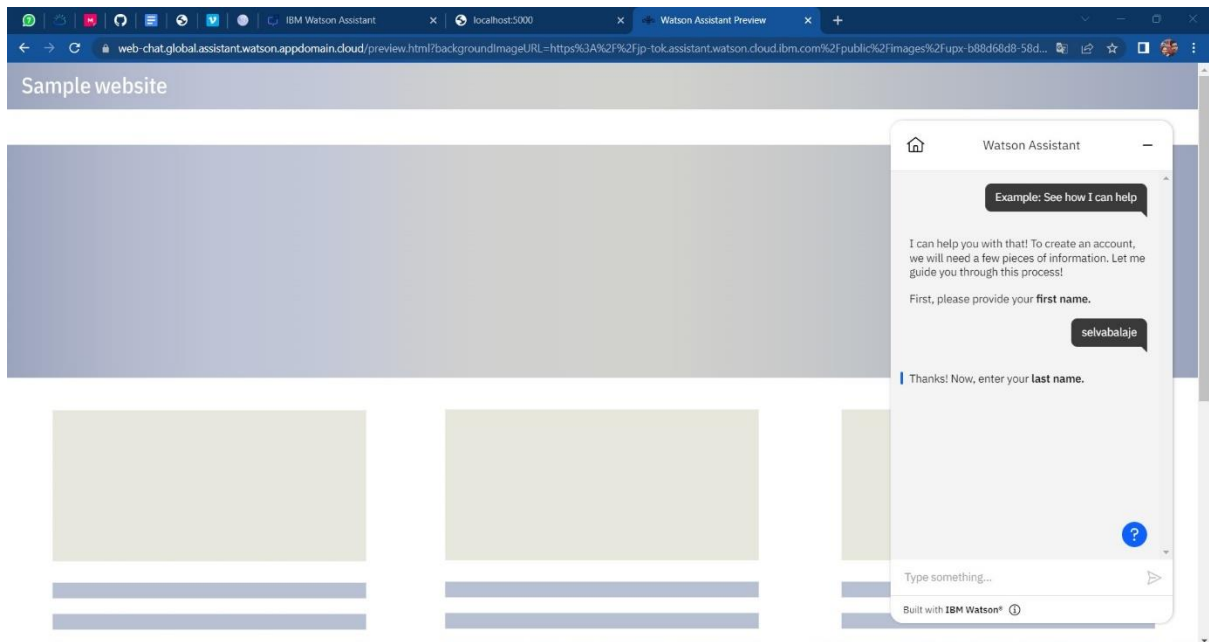 IBM Watson Assistant
localhost:5000
Watson Assistant Preview
web-chat.global.assistant.watson.appdomain.cloud/preview.html?backgroundImageURL=https%3A%2F%2Fjp-tok.assistant.watson.cloud.ibm.com%2Fpublic%2Fimages%2Fupx-b88d68d8-58d...
Sample website
Watson Assistant
Example: See how I can help
I can help you with that! To create an account,
we will need a few pieces of information. Let me
guide you through this process!
First, please provide your first name.
selvabalaje
Thanks! Now, enter your last name.
?
Type something...
Built with IBM Watson®